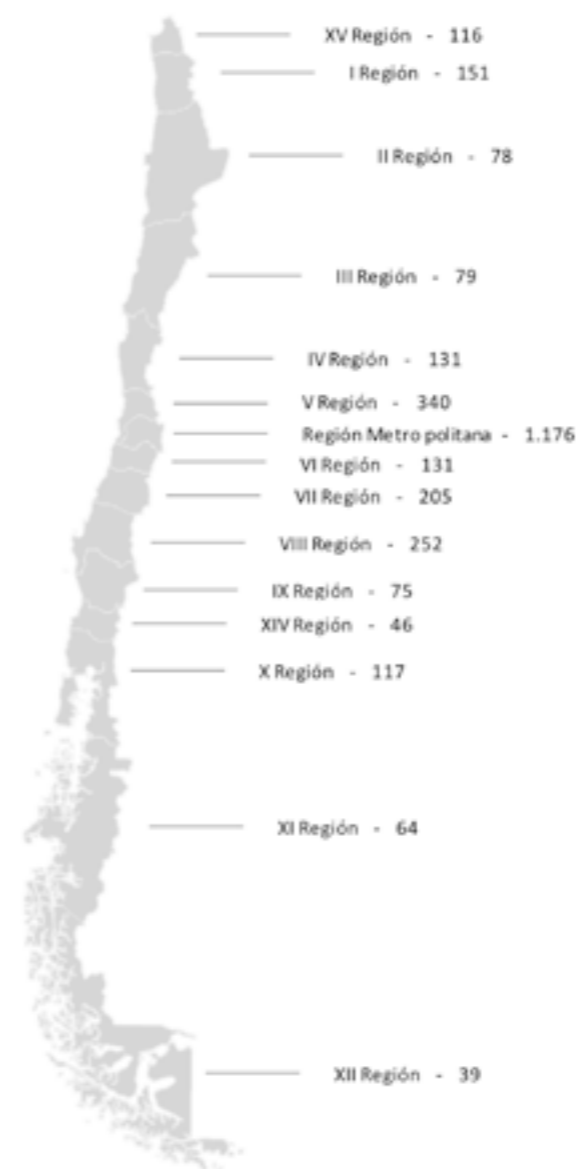 XV Región - 116
I Región - 151
II Región - 78
III Región - 79
IV Región - 131
V Región - 340
Región Metro politana - 1.176
VI Región - 131
VII Región - 205
VIII Región - 252
IX Región - 75
XIV Región - 46
X Región - 117
XI Región - 64
XII Región - 39